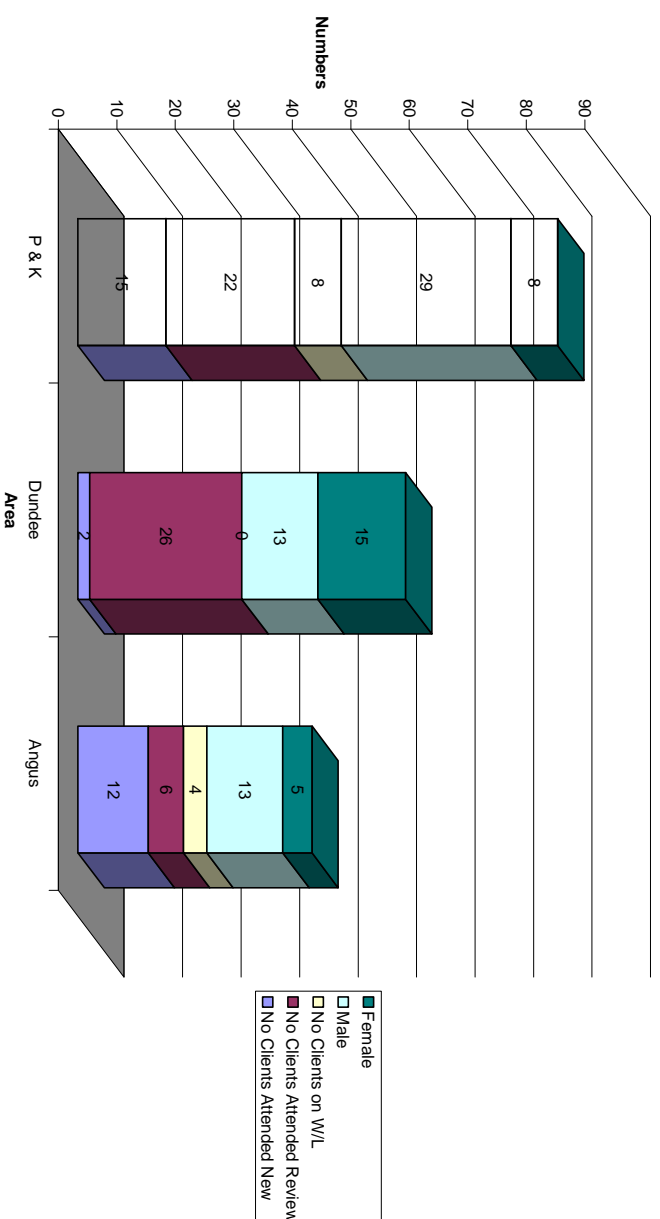 90
80
70
60
50
40
30
20
10
0
Numbers
8
29
8
22
15
15
13
0
26
2
5
13
4
6
12
P & K
Dundee
Angus
Area
Female
Male
No Clients on W/L
No Clients Attended Review
No Clients Attended New